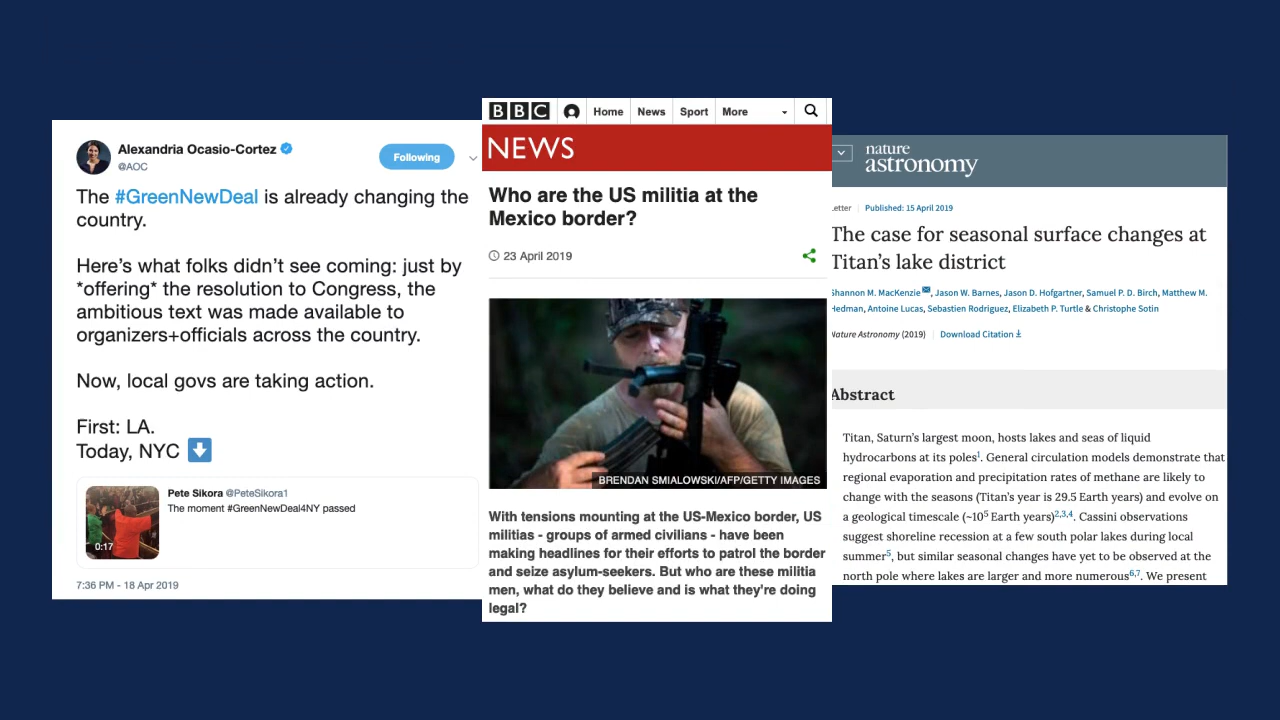 Alexandria Ocasio-Cortez
@AOC
Following
The #GreenNewDeal is already changing the
country.
Here's what folks didn't see coming: just by
*offering* the resolution to Congress, the
ambitious text was made available to
organizers+officials across the country.
Now, local govs are taking action.
First: LA.
Today, NYC
Pete Sikora @PeteSikora1
The moment #GreenNewDeal4NY passed
0:17
7:36 PM - 18 Apr 2019
BBC Home News Sport More
NEWS
Who are the US militia at the
Mexico border?
23 April 2019
BRENDAN SMIALOWSKI/AFP/GETTY IMAGES
With tensions mounting at the US-Mexico border, US
militias - groups of armed civilians - have been
making headlines for their efforts to patrol the border
and seize asylum-seekers. But who are these militia
men, what do they believe and is what they're doing
legal?
nature
astronomy
etter Published: 15 April 2019
The case for seasonal surface changes at
Titan's lake district
Shannon M. MacKenzie, Jason W. Barnes, Jason D. Hofgartner, Samuel P. D. Birch, Matthew M.
Hedman, Antoine Lucas, Sebastien Rodriguez, Elizabeth P. Turtle & Christophe Sotin
Nature Astronomy (2019) Download Citation
Abstract
Titan, Saturn's largest moon, hosts lakes and seas of liquid
hydrocarbons at its poles¹. General circulation models demonstrate that
regional evaporation and precipitation rates of methane are likely to
change with the seasons (Titan's year is 29.5 Earth years) and evolve on
a geological timescale (~10⁵ Earth years)²,³,⁴. Cassini observations
suggest shoreline recession at a few south polar lakes during local
summer⁵, but similar seasonal changes have yet to be observed at the
north pole where lakes are larger and more numerous⁶,⁷. We present